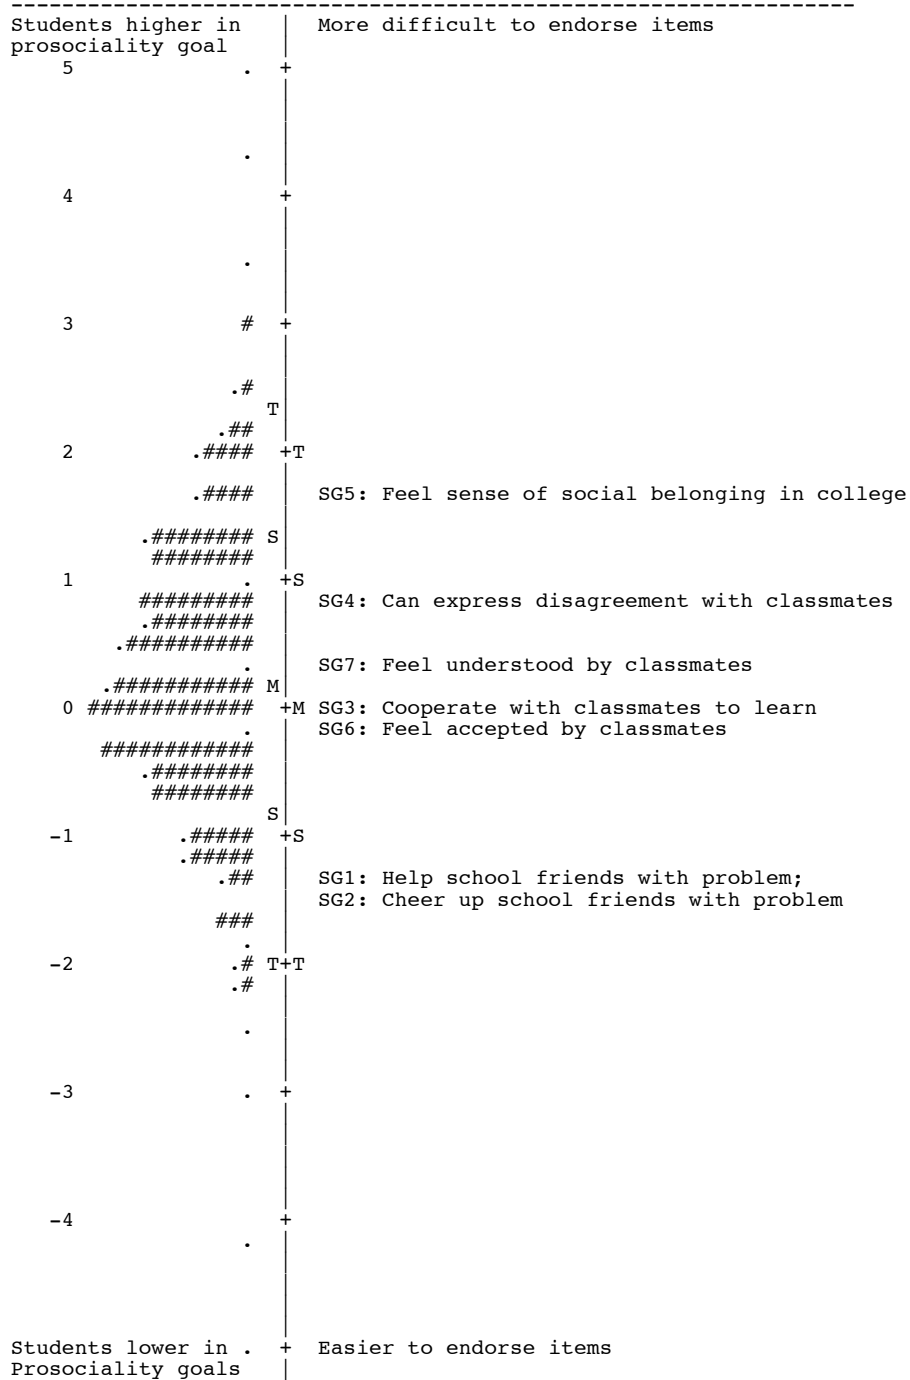 ------------------------------------------------------------------
Students higher in | More difficult to endorse items
prosociality goal |
5 . +
|
|
|
. |
|
4 +
|
|
. |
|
|
3 # +
|
|
.# |
T|
.## |
2 .#### +T
|
.#### | SG5: Feel sense of social belonging in college
|
.######## S|
######## |
1 . +S
######### | SG4: Can express disagreement with classmates
.######## |
.########## |
. | SG7: Feel understood by classmates
.########### M|
0 ############# +M SG3: Cooperate with classmates to learn
. | SG6: Feel accepted by classmates
############ |
.######## |
######## |
S|
-1 .##### +S
.##### |
.## | SG1: Help school friends with problem;
| SG2: Cheer up school friends with problem
### |
. |
-2 .# T+T
.# |
|
. |
|
|
-3 . +
|
|
|
|
|
-4 +
. |
|
|
|
|
Students lower in . + Easier to endorse items
Prosociality goals |